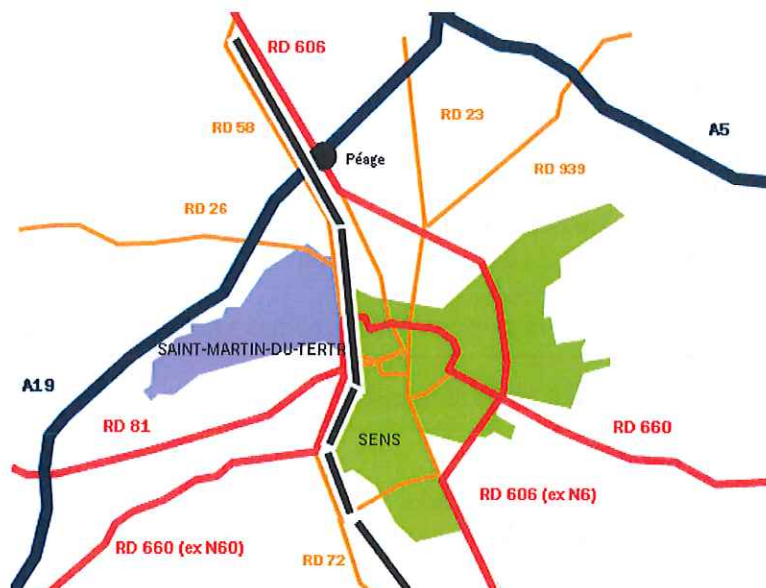 RD 606
RD 58
RD 23
A5
Péage
RD 939
RD 26
SAINT-MARTIN-DU-TERTR
A19
RD 81
SENS
RD 660
RD 606 (ex N6)
RD 660 (ex N60)
RD 72